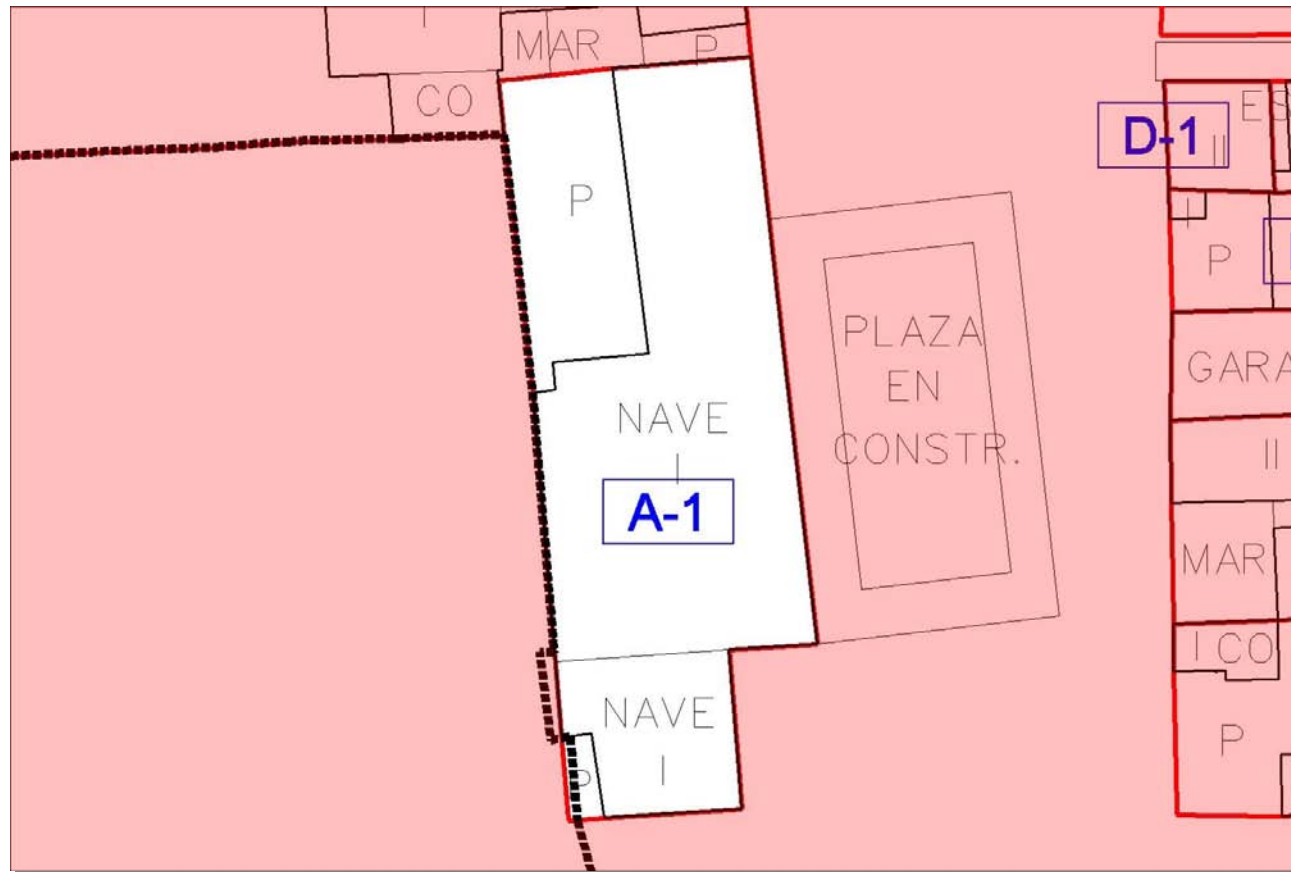 MAR
P
CO
ES
D-1
II
P
I
P
PLAZA
EN
CONSTR.
GARA
NAVE
I
II
A-1
MAR
I CO
NAVE
I
P
P